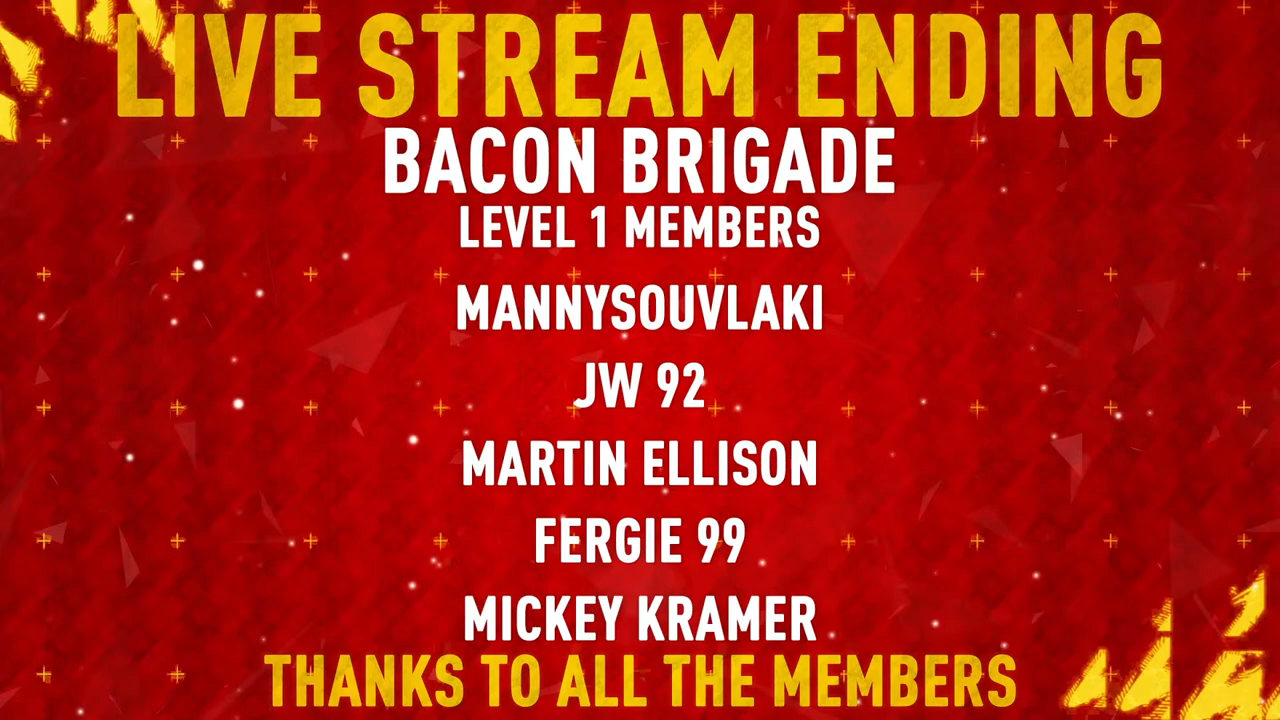 LIVE STREAM ENDING
BACON BRIGADE
LEVEL 1 MEMBERS
MANNYSOUVLAKI
JW 92
MARTIN ELLISON
FERGIE 99
MICKEY KRAMER
THANKS TO ALL THE MEMBERS